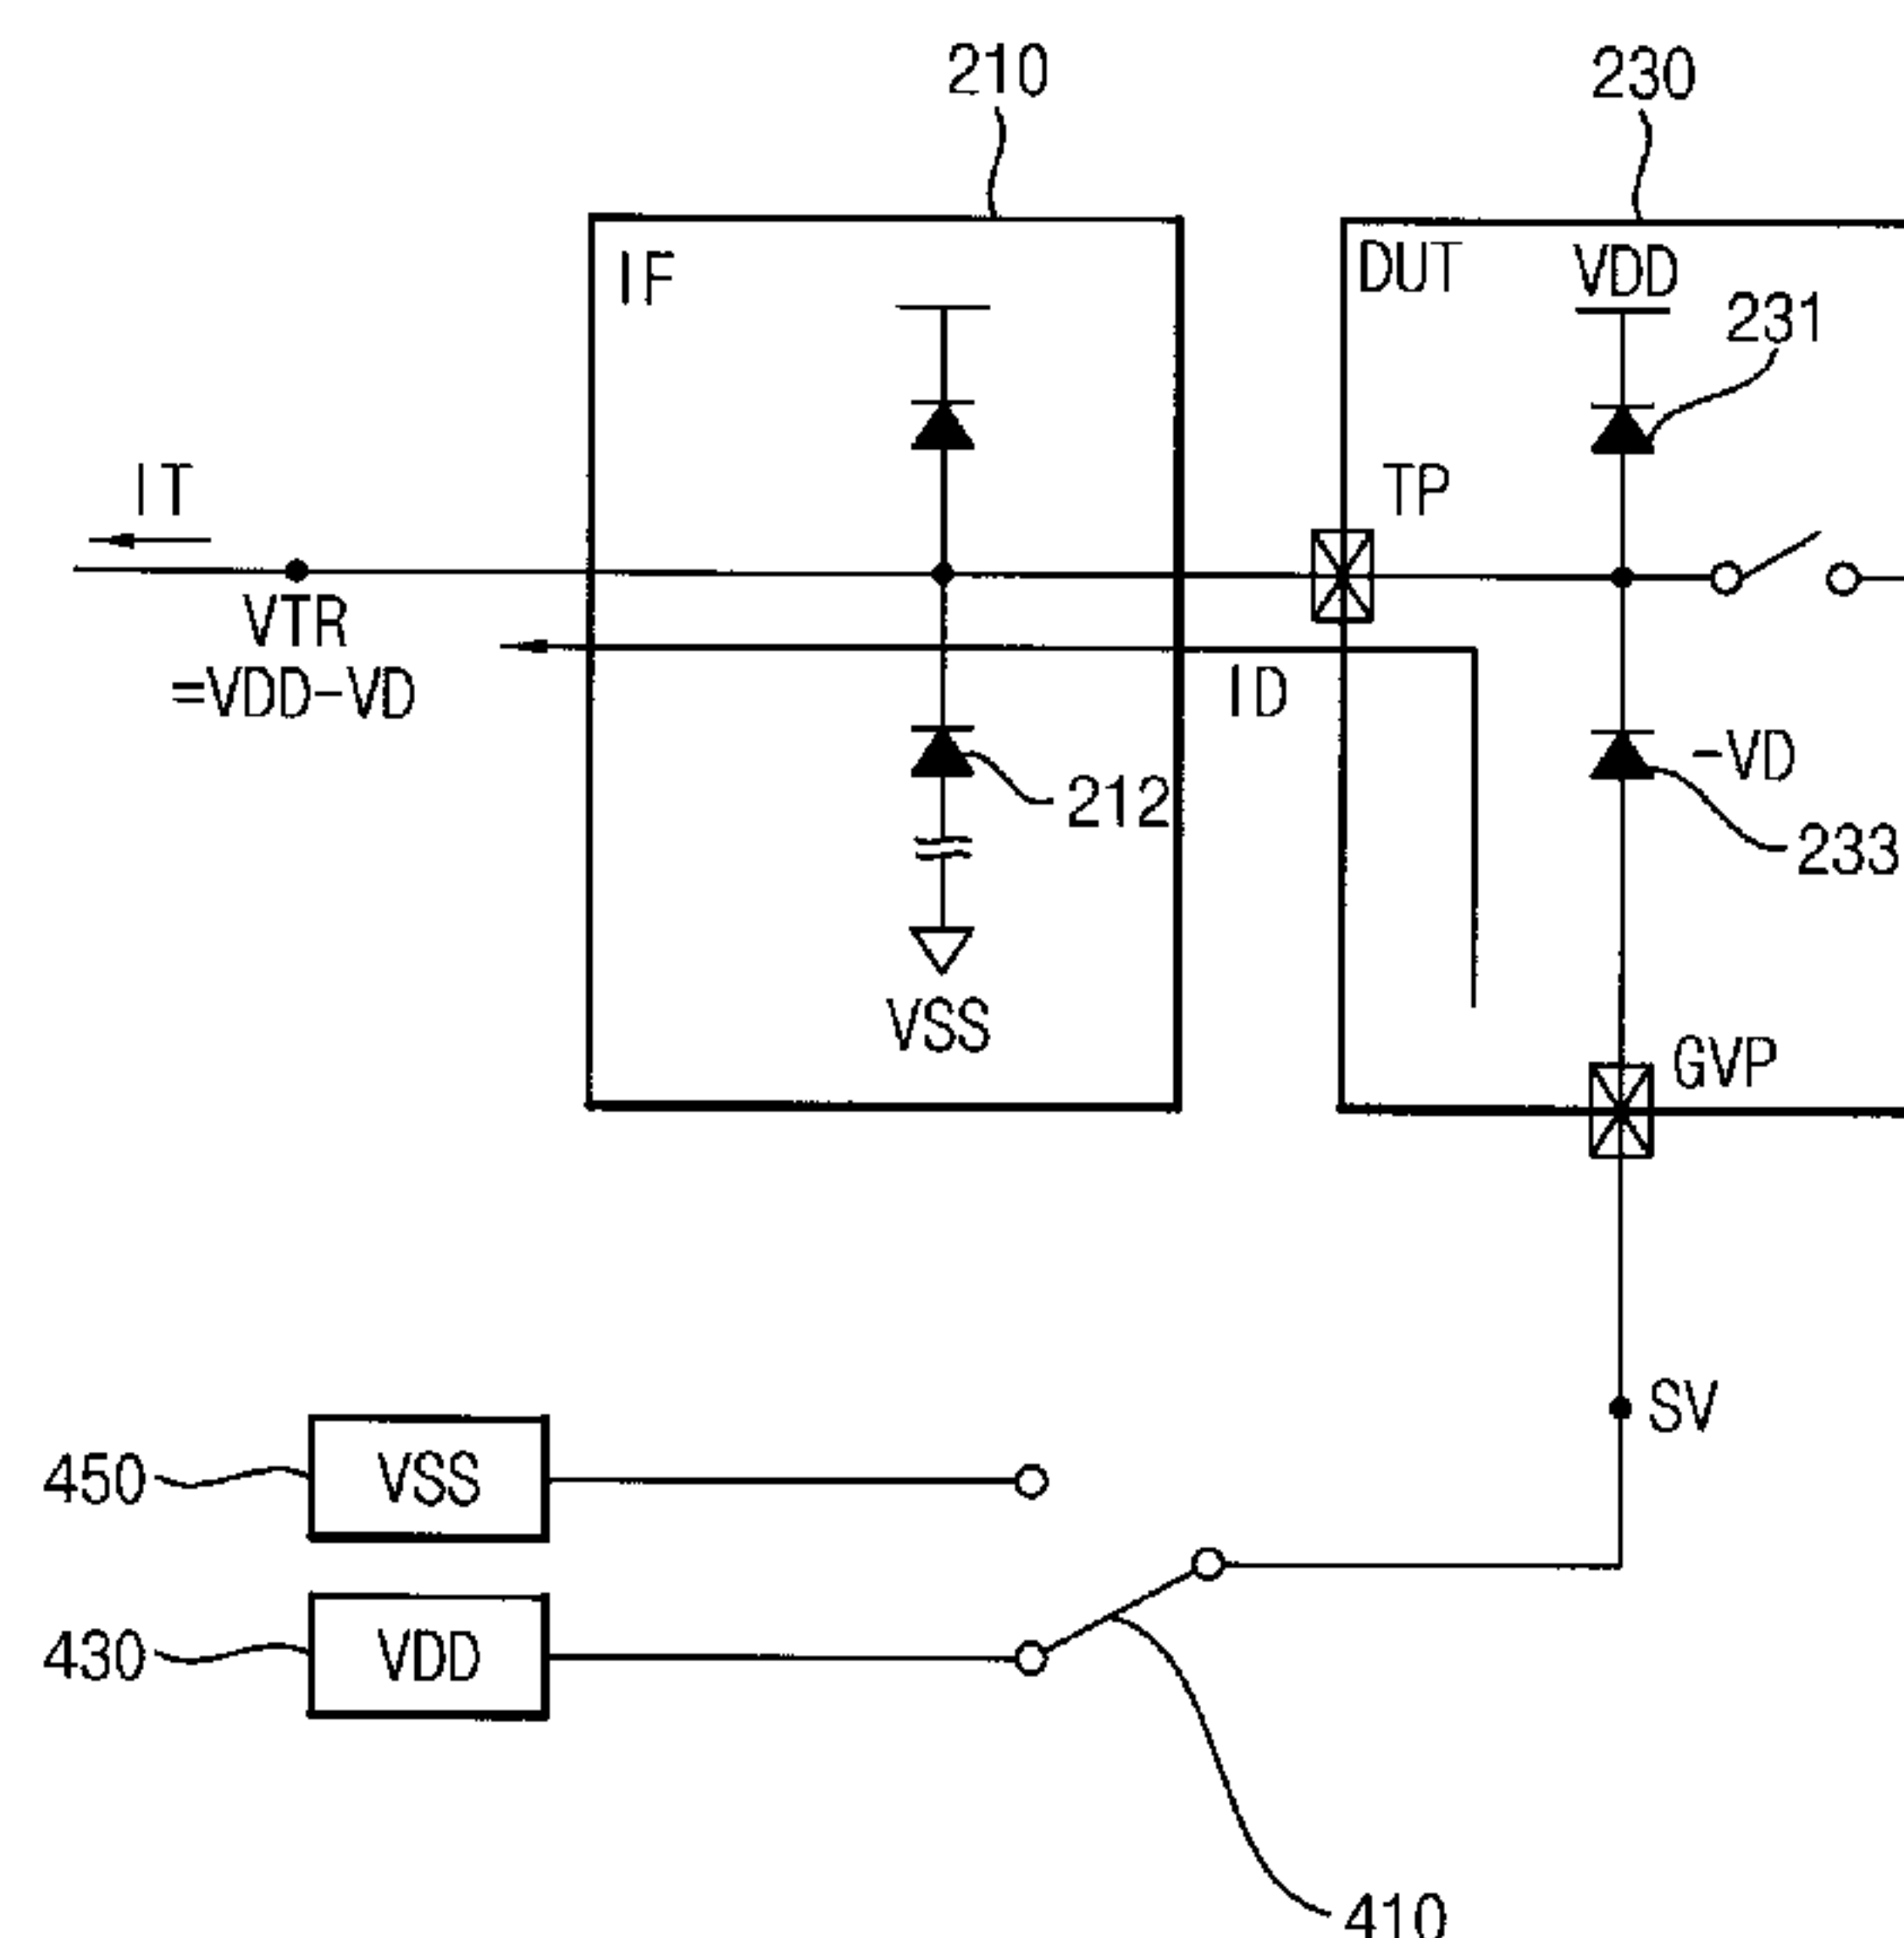 210
230
IF
DUT
VDD
231
IT
TP
VTR
=VDD-VD
ID
-VD
212
233
VSS
GVP
SV
450
VSS
430
VDD
410